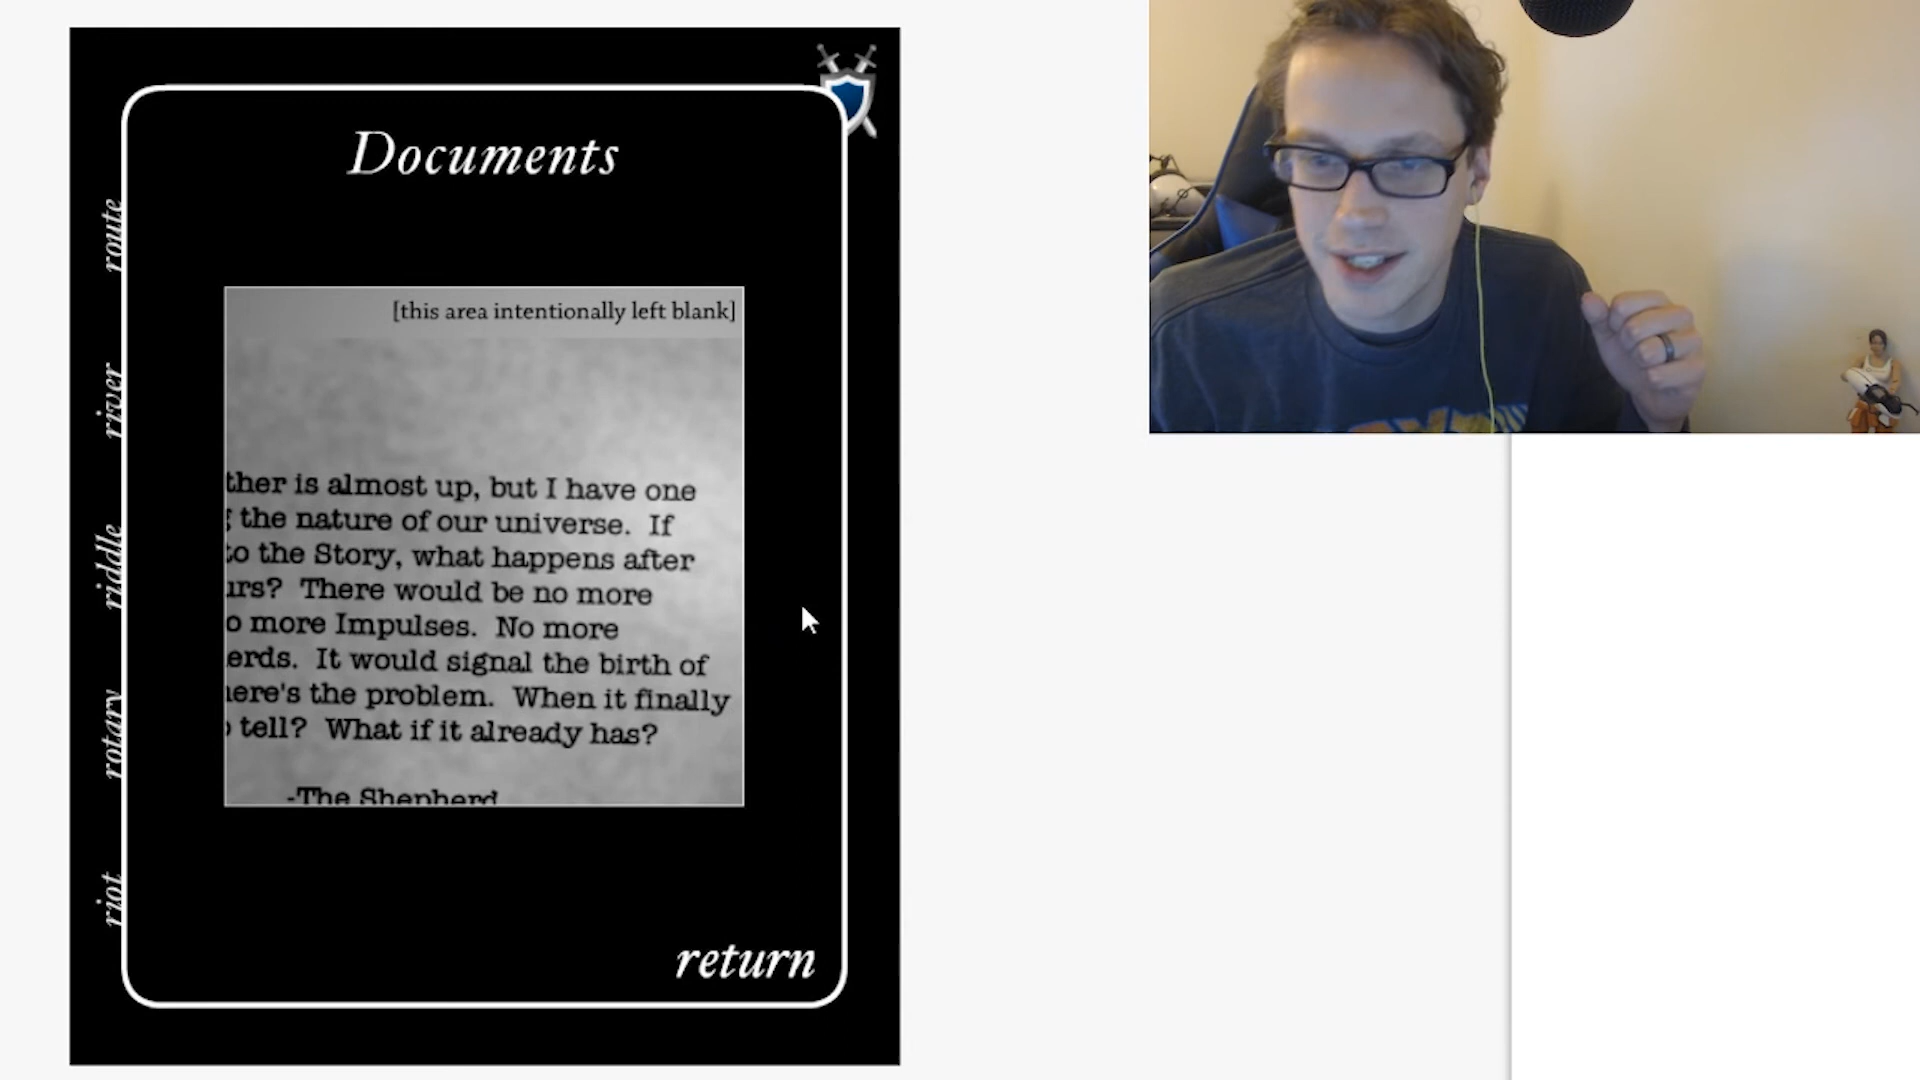 Documents
route
river
riddle
rotary
riot
[this area intentionally left blank]
ther is almost up, but I have one
the nature of our universe. If
to the Story, what happens after
urs? There would be no more
o more Impulses. No more
erds. It would signal the birth of
here's the problem. When it finally
tell? What if it already has?
-The Shepherd
return